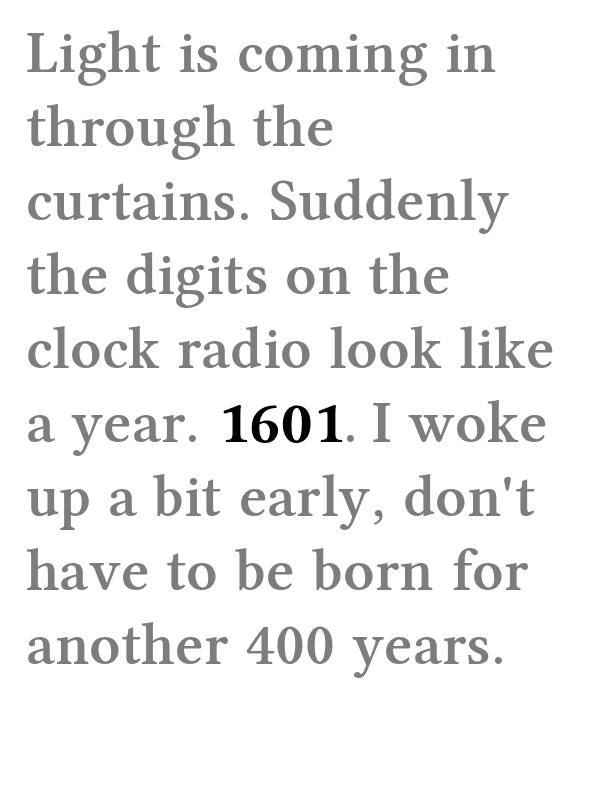 Light is coming in
through the
curtains. Suddenly
the digits on the
clock radio look like
a year. 1601. I woke
up a bit early, don't
have to be born for
another 400 years.